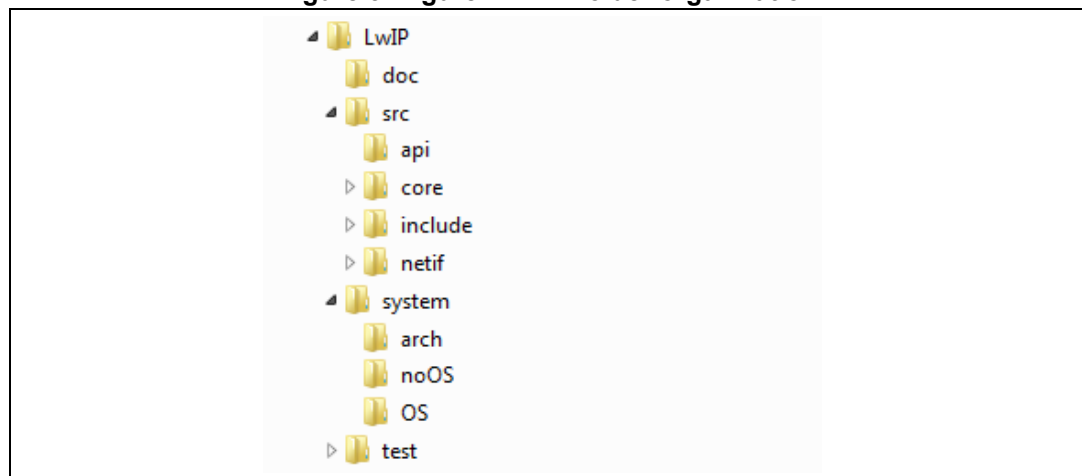 LwIP
doc
src
api
core
include
netif
system
arch
noOS
OS
test